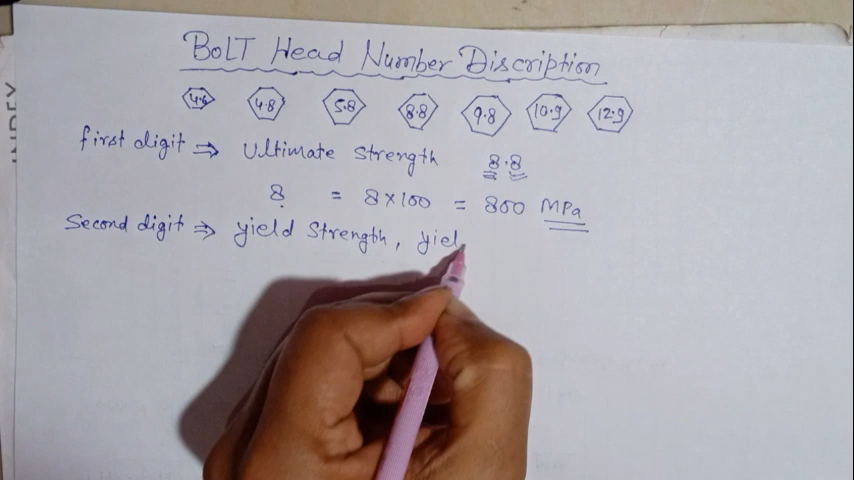 BoLT Head Number Discription
4.6 4.8 5.8 8.8 9.8 10.9 12.9
first digit ⇒ Ultimate Strength 8.8
8 = 8×100 = 800 MPa
Second digit ⇒ yield Strength, yiel
INDEX